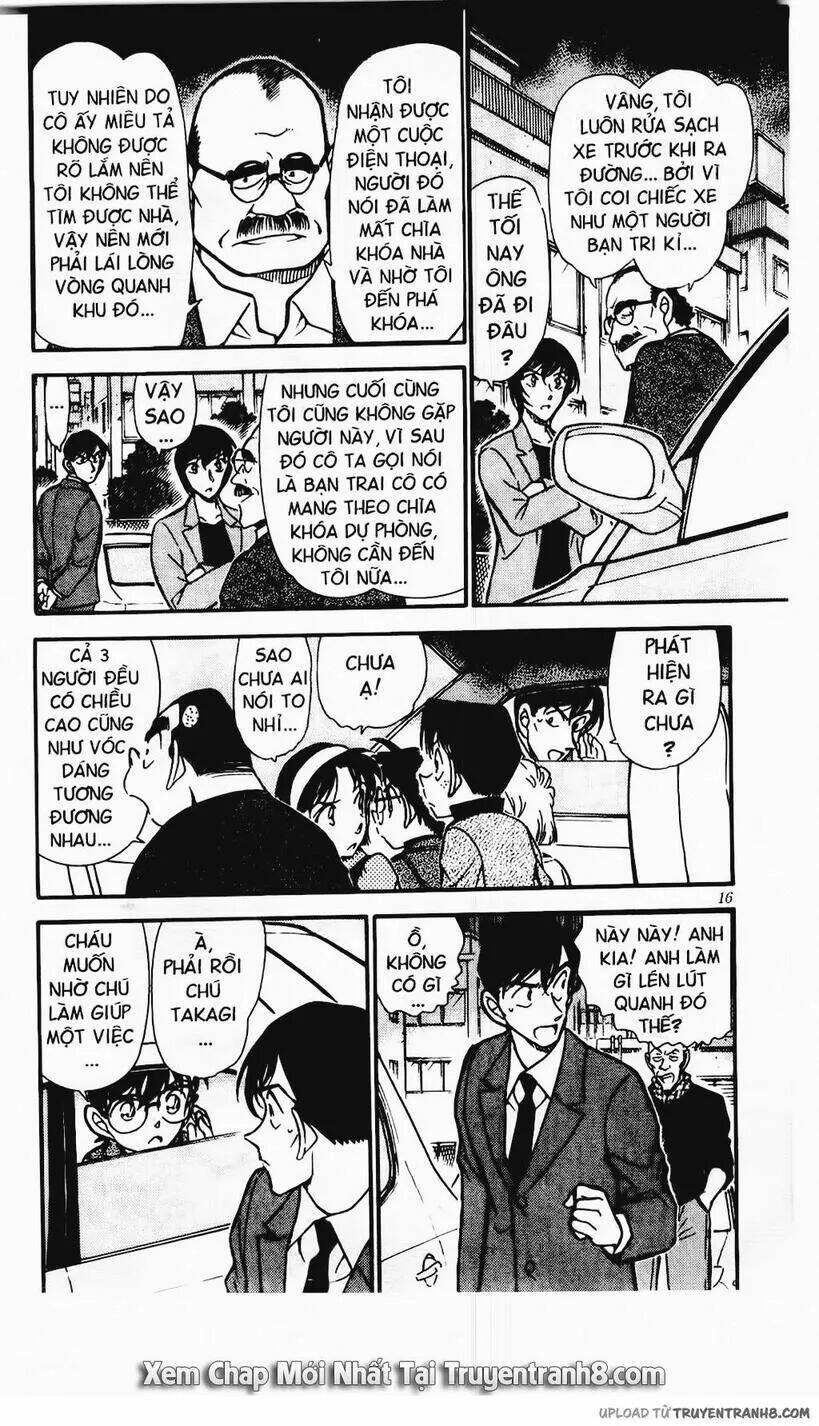 VÂNG, TÔI
LUÔN RỬA SẠCH
XE TRƯỚC KHI RA
ĐƯỜNG... BỞI VÌ
TÔI COI CHIẾC XE
NHƯ MỘT NGƯỜI
BẠN TRI KỈ...
THẾ
TỐI
NAY
ÔNG
ĐÃ ĐI
ĐÂU
?
TÔI
NHẬN ĐƯỢC
MỘT CUỘC
ĐIỆN THOẠI,
NGƯỜI ĐÓ
NÓI ĐÃ LÀM
MẤT CHÌA
KHÓA NHÀ
VÀ NHỜ TÔI
ĐẾN PHÁ
KHÓA...
TUY NHIÊN DO
CÔ ẤY MIÊU TẢ
KHÔNG ĐƯỢC
RÕ LẮM NÊN
TÔI KHÔNG THỂ
TÌM ĐƯỢC NHÀ,
VẬY NÊN MỚI
PHẢI LÁI LÒNG
VÒNG QUANH
KHU ĐÓ...
NHƯNG CUỐI CÙNG
TÔI CŨNG KHÔNG GẶP
NGƯỜI NÀY, VÌ SAU
ĐÓ CÔ TA GỌI NÓI
LÀ BẠN TRAI CÔ CÓ
MANG THEO CHÌA
KHÓA DỰ PHÒNG,
KHÔNG CẦN ĐẾN
TÔI NỮA...
VẬY
SAO
...
...
PHÁT
HIỆN
RA GÌ
CHƯA
?
CHƯA
Ạ!
SAO
CHƯA AI
NÓI TO
NHỈ...
CẢ 3
NGƯỜI ĐỀU
CÓ CHIỀU
CAO CŨNG
NHƯ VÓC
DÁNG
TƯƠNG
ĐƯƠNG
NHAU...
16
NÀY NÀY! ANH
KIA! ANH LÀM
GÌ LÉN LÚT
QUANH ĐÓ
THẾ?
Ồ,
KHÔNG
CÓ GÌ
...
À,
PHẢI RỒI
CHÚ
TAKAGI
...
CHÁU
MUỐN
NHỜ CHÚ
LÀM GIÚP
MỘT VIỆC
...
Xem Chap Mới Nhất Tại Truyentranh8.com
UPLOAD TỪ TRUYENTRANH8.COM